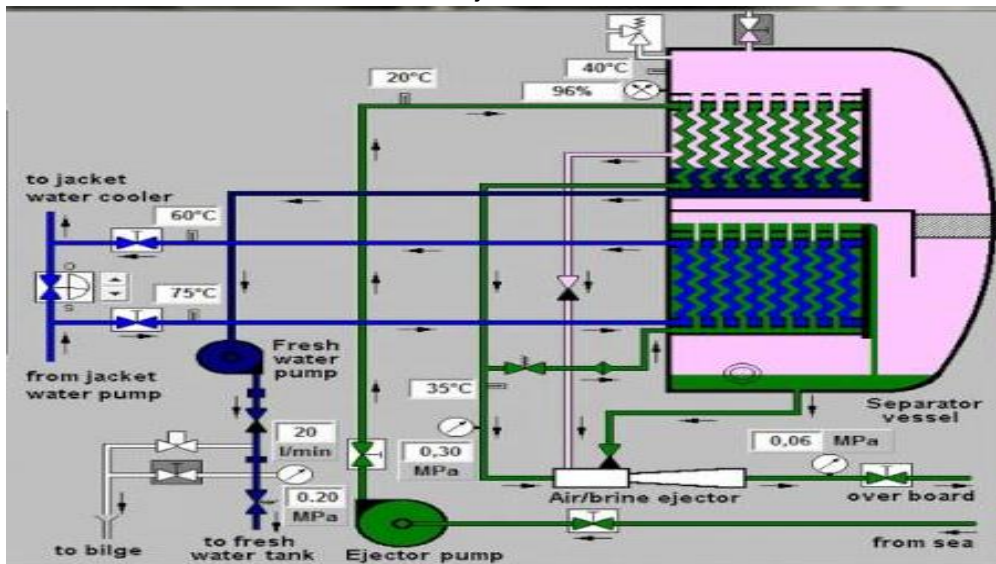 40°C
20°C
96%
to jacket
water cooler
60°C
O
S
75°C
Fresh
water
pump
from jacket
water pump
35°C
Separator
vessel
20
l/min
0,30
MPa
0,06 MPa
0.20
MPa
Air/brine ejector
over board
to bilge
to fresh
water tank
Ejector pump
from sea